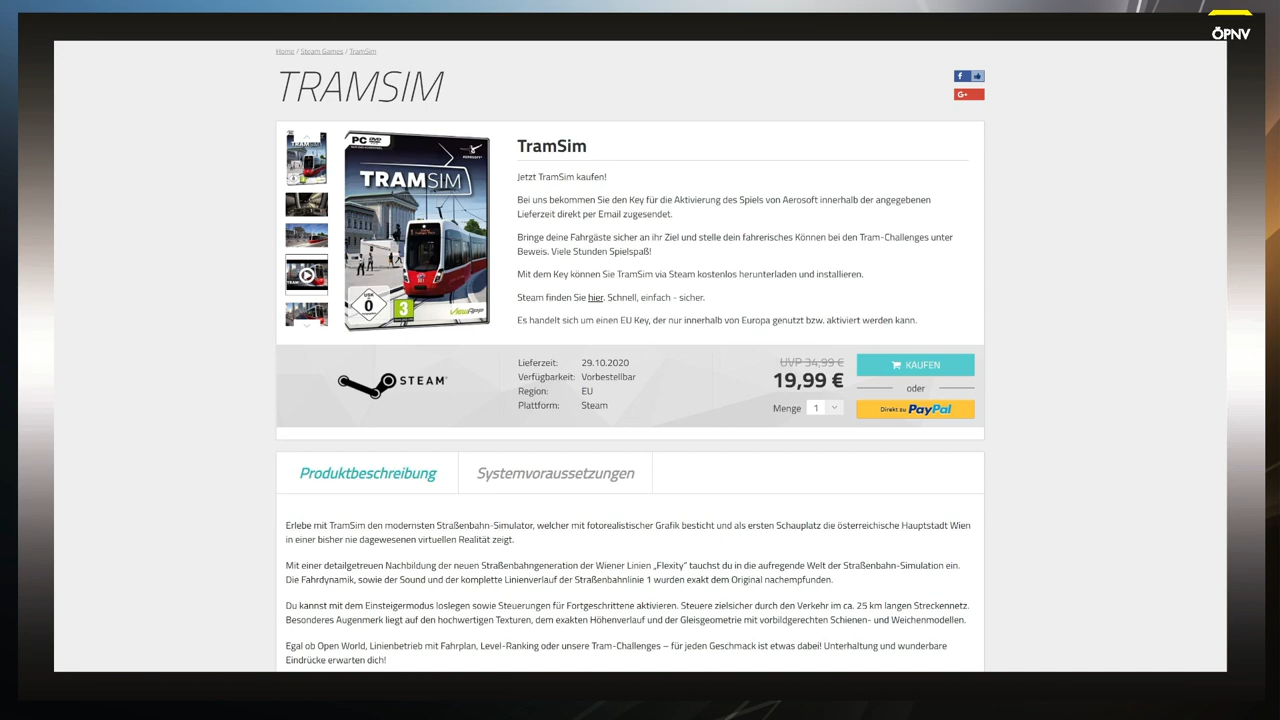 ÖPNV
Home / Steam Games / TramSim
TRAMSIM
PC DVD
AEROSOFT
TRAMSIM
USK
0
3
ViewApp
TramSim
Jetzt TramSim kaufen!
Bei uns bekommen Sie den Key für die Aktivierung des Spiels von Aerosoft innerhalb der angegebenen
Lieferzeit direkt per Email zugesendet.
Bringe deine Fahrgäste sicher an ihr Ziel und stelle dein fahrerisches Können bei den Tram-Challenges unter
Beweis. Viele Stunden Spielspaß!
Mit dem Key können Sie TramSim via Steam kostenlos herunterladen und installieren.
Steam finden Sie hier. Schnell, einfach - sicher.
Es handelt sich um einen EU Key, der nur innerhalb von Europa genutzt bzw. aktiviert werden kann.
STEAM
Lieferzeit: 29.10.2020
Verfügbarkeit: Vorbestellbar
Region: EU
Plattform: Steam
UVP 34,99 €
19,99 €
Menge 1
KAUFEN
oder
Direkt zu PayPal
Produktbeschreibung
Systemvoraussetzungen
Erlebe mit TramSim den modernsten Straßenbahn-Simulator, welcher mit fotorealistischer Grafik besticht und als ersten Schauplatz die österreichische Hauptstadt Wien
in einer bisher nie dagewesenen virtuellen Realität zeigt.
Mit einer detailgetreuen Nachbildung der neuen Straßenbahngeneration der Wiener Linien „Flexity" tauchst du in die aufregende Welt der Straßenbahn-Simulation ein.
Die Fahrdynamik, sowie der Sound und der komplette Linienverlauf der Straßenbahnlinie 1 wurden exakt dem Original nachempfunden.
Du kannst mit dem Einsteigermodus loslegen sowie Steuerungen für Fortgeschrittene aktivieren. Steuere zielsicher durch den Verkehr im ca. 25 km langen Streckennetz.
Besonderes Augenmerk liegt auf den hochwertigen Texturen, dem exakten Höhenverlauf und der Gleisgeometrie mit vorbildgerechten Schienen- und Weichenmodellen.
Egal ob Open World, Linienbetrieb mit Fahrplan, Level-Ranking oder unsere Tram-Challenges – für jeden Geschmack ist etwas dabei! Unterhaltung und wunderbare
Eindrücke erwarten dich!